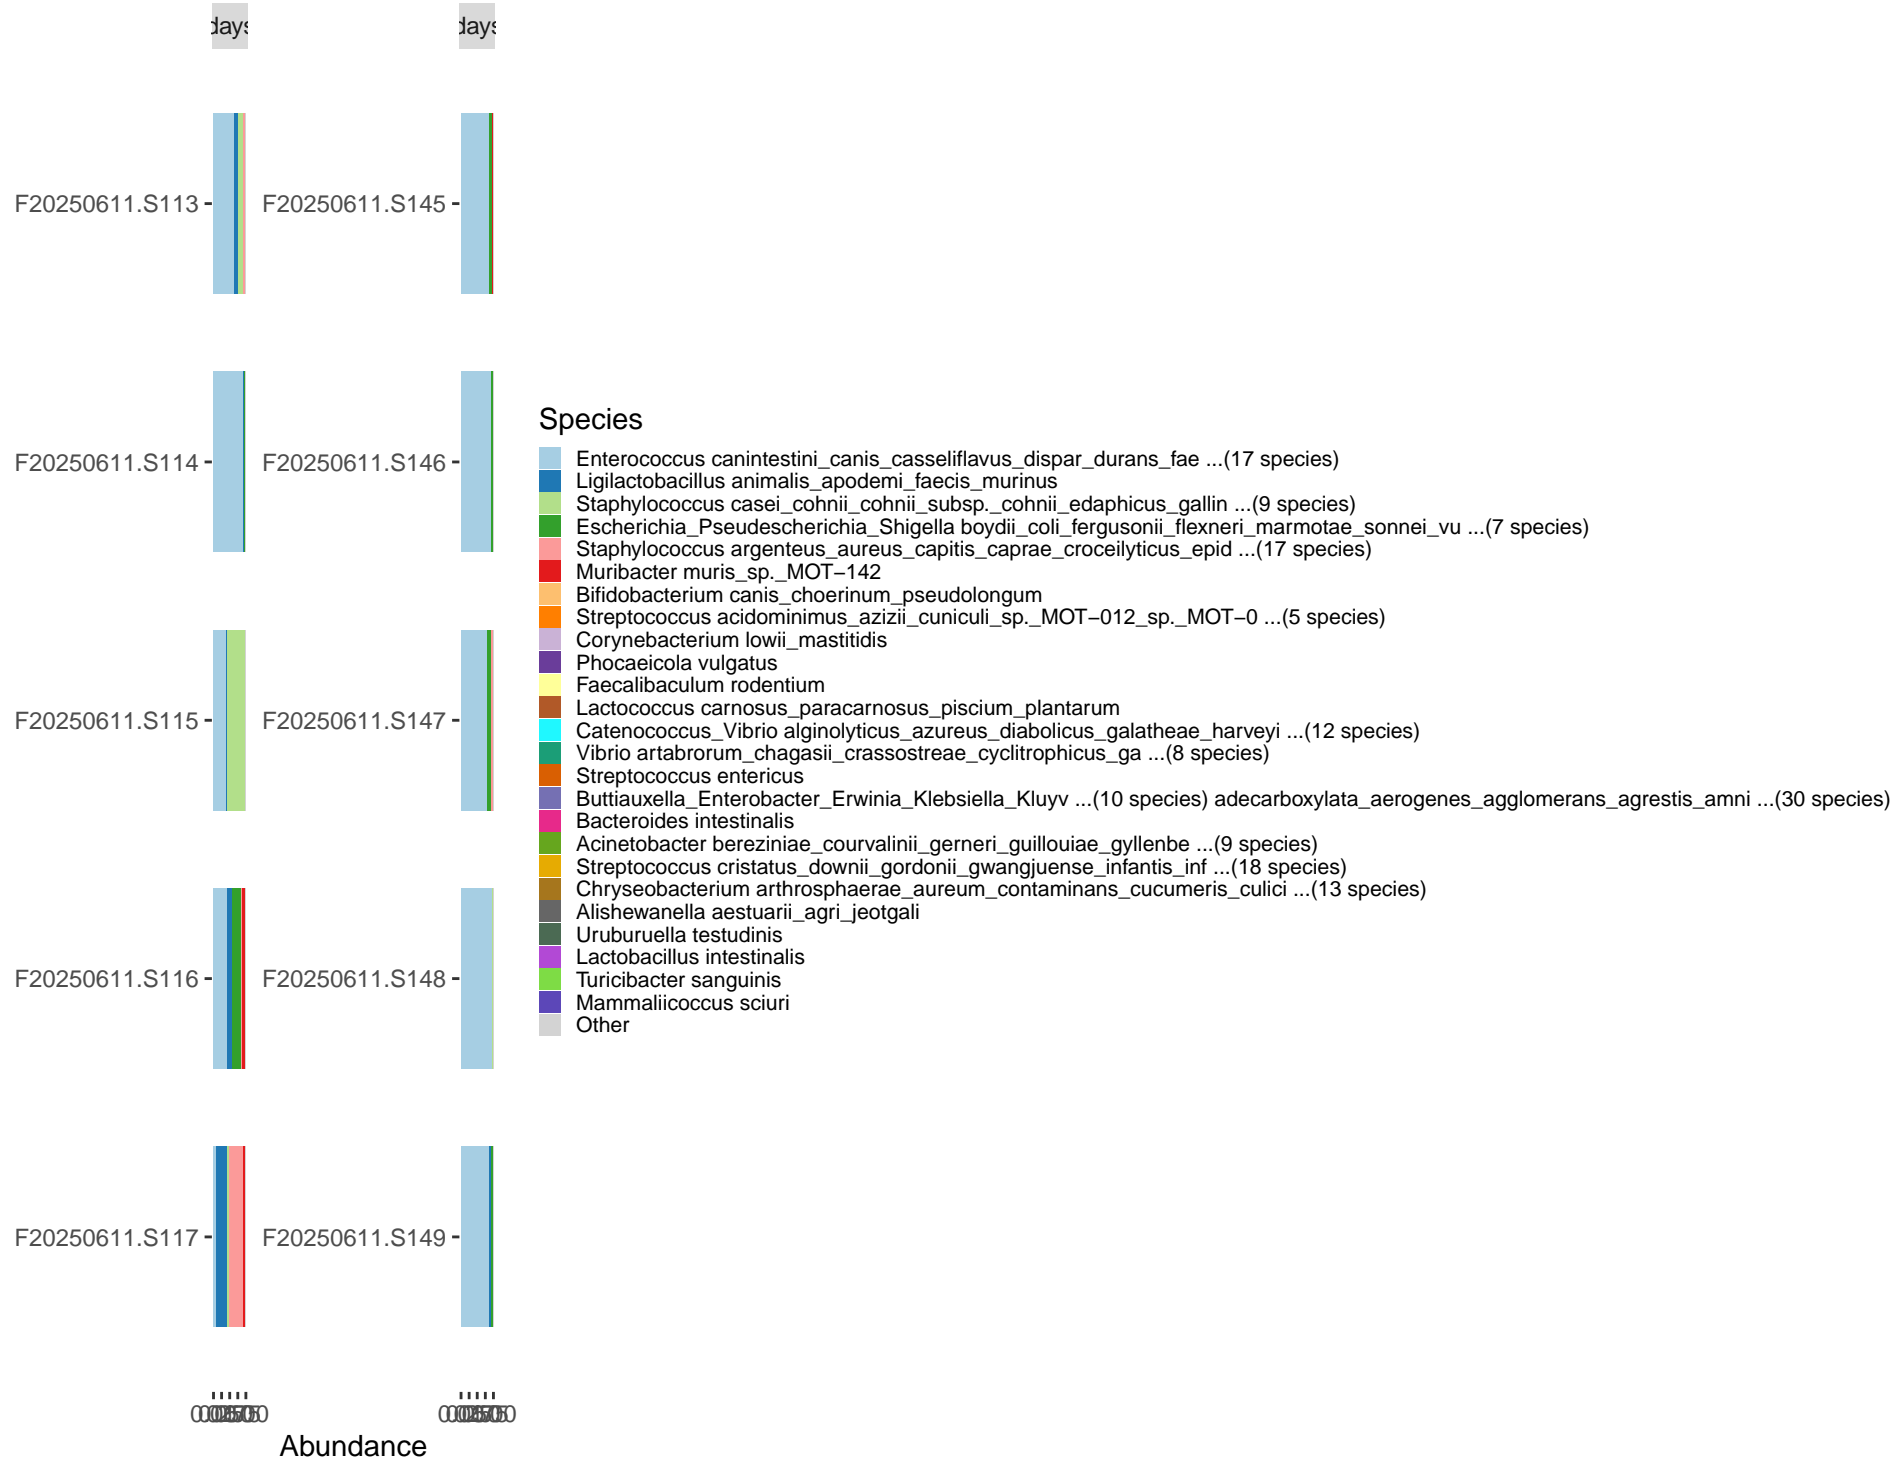 days
days
F20250611.S113
F20250611.S145
F20250611.S114
F20250611.S146
F20250611.S115
F20250611.S147
F20250611.S116
F20250611.S148
F20250611.S117
F20250611.S149
Abundance
Species
Enterococcus canintestini_canis_casseliflavus_dispar_durans_fae ...(17 species)
Ligilactobacillus animalis_apodemi_faecis_murinus
Staphylococcus casei_cohnii_cohnii_subsp._cohnii_edaphicus_gallin ...(9 species)
Escherichia_Pseudescherichia_Shigella boydii_coli_fergusonii_flexneri_marmotae_sonnei_vu ...(7 species)
Staphylococcus argenteus_aureus_capitis_caprae_croceilyticus_epid ...(17 species)
Muribacter muris_sp._MOT−142
Bifidobacterium canis_choerinum_pseudolongum
Streptococcus acidominimus_azizii_cuniculi_sp._MOT−012_sp._MOT−0 ...(5 species)
Corynebacterium lowii_mastitidis
Phocaeicola vulgatus
Faecalibaculum rodentium
Lactococcus carnosus_paracarnosus_piscium_plantarum
Catenococcus_Vibrio alginolyticus_azureus_diabolicus_galatheae_harveyi ...(12 species)
Vibrio artabrorum_chagasii_crassostreae_cyclitrophicus_ga ...(8 species)
Streptococcus entericus
Buttiauxella_Enterobacter_Erwinia_Klebsiella_Kluyv ...(10 species) adecarboxylata_aerogenes_agglomerans_agrestis_amni ...(30 species)
Bacteroides intestinalis
Acinetobacter bereziniae_courvalinii_gerneri_guillouiae_gyllenbe ...(9 species)
Streptococcus cristatus_downii_gordonii_gwangjuense_infantis_inf ...(18 species)
Chryseobacterium arthrosphaerae_aureum_contaminans_cucumeris_culici ...(13 species)
Alishewanella aestuarii_agri_jeotgali
Uruburuella testudinis
Lactobacillus intestinalis
Turicibacter sanguinis
Mammaliicoccus sciuri
Other